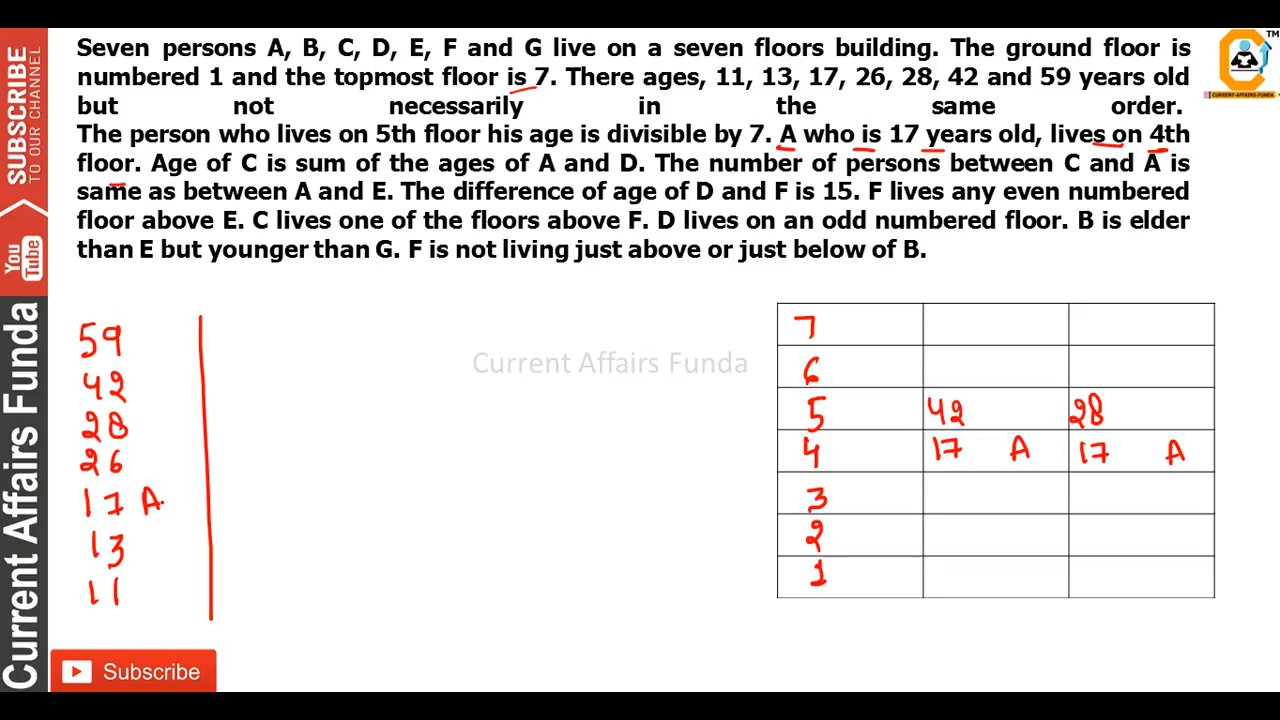 Seven persons A, B, C, D, E, F and G live on a seven floors building. The ground floor is
numbered 1 and the topmost floor is 7. There ages, 11, 13, 17, 26, 28, 42 and 59 years old
but not necessarily in the same order.
The person who lives on 5th floor his age is divisible by 7. A who is 17 years old, lives on 4th
floor. Age of C is sum of the ages of A and D. The number of persons between C and A is
same as between A and E. The difference of age of D and F is 15. F lives any even numbered
floor above E. C lives one of the floors above F. D lives on an odd numbered floor. B is elder
than E but younger than G. F is not living just above or just below of B.
TM
CURRENT-AFFAIRS-FUNDA
SUBSCRIBE
TO OUR CHANNEL
You Tube
Current Affairs Funda
Current Affairs Funda
59
42
28
26
17 A
13
11
7
6
5 42 28
4 17 A 17 A
3
2
1
Subscribe